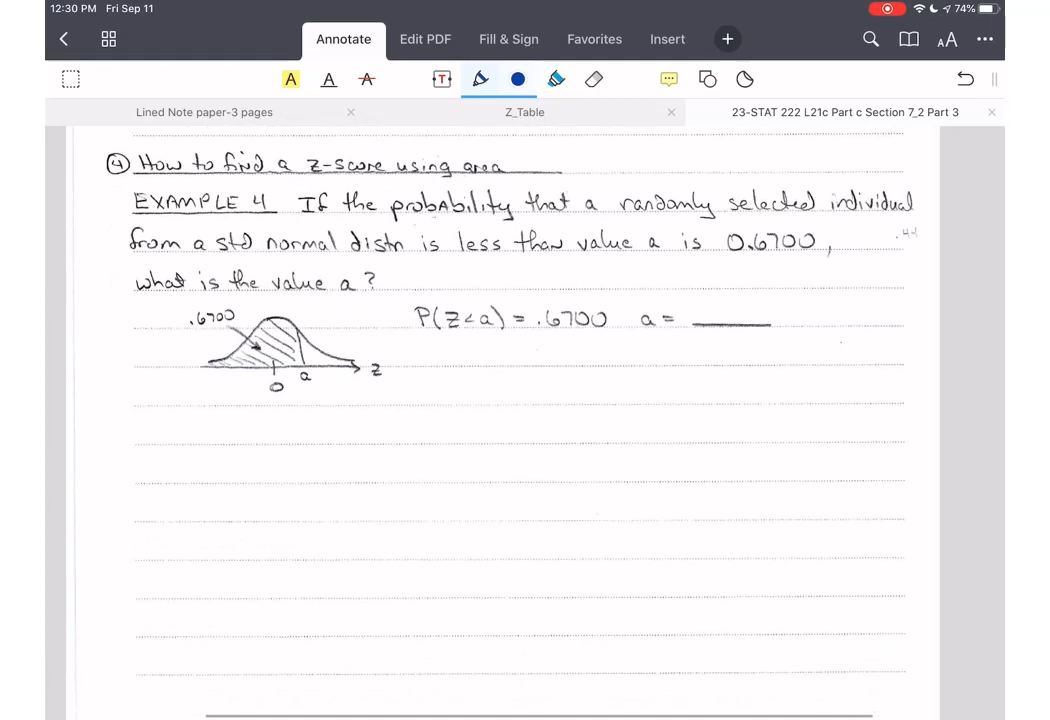 12:30 PM Fri Sep 11
74%
Annotate Edit PDF Fill & Sign Favorites Insert
A A A T AA
Lined Note paper-3 pages Z_Table 23-STAT 222 L21c Part c Section 7_2 Part 3
④ How to find a z-score using area
EXAMPLE 4 If the probability that a randomly selected individual
from a std normal distn is less than value a is 0.6700, .44
what is the value a?
.6700 P(Z<a) = .6700 a = ____
0 a z